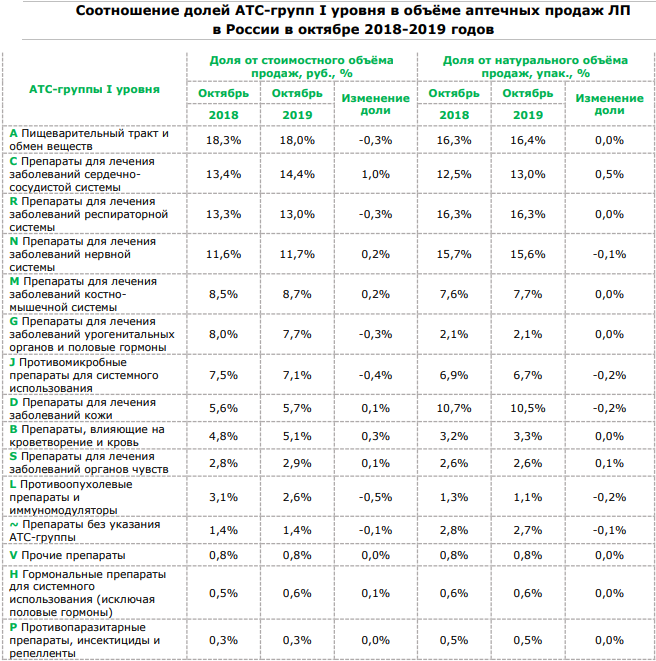 Соотношение долей АТС-групп I уровня в объёме аптечных продаж ЛП
в России в октябре 2018-2019 годов
АТС-группы I уровня
Доля от стоимостного объёма
продаж, руб., %
Доля от натурального объёма
продаж, упак., %
Октябрь
2018
Октябрь
2019
Изменение
доли
Октябрь
2018
Октябрь
2019
Изменение
доли
A Пищеварительный тракт и
обмен веществ
18,3% 18,0% -0,3% 16,3% 16,4% 0,0%
C Препараты для лечения
заболеваний сердечно-
сосудистой системы
13,4% 14,4% 1,0% 12,5% 13,0% 0,5%
R Препараты для лечения
заболеваний респираторной
системы
13,3% 13,0% -0,3% 16,3% 16,3% 0,0%
N Препараты для лечения
заболеваний нервной
системы
11,6% 11,7% 0,2% 15,7% 15,6% -0,1%
M Препараты для лечения
заболеваний костно-
мышечной системы
8,5% 8,7% 0,2% 7,6% 7,7% 0,0%
G Препараты для лечения
заболеваний урогенитальных
органов и половые гормоны
8,0% 7,7% -0,3% 2,1% 2,1% 0,0%
J Противомикробные
препараты для системного
использования
7,5% 7,1% -0,4% 6,9% 6,7% -0,2%
D Препараты для лечения
заболеваний кожи
5,6% 5,7% 0,1% 10,7% 10,5% -0,2%
B Препараты, влияющие на
кроветворение и кровь
4,8% 5,1% 0,3% 3,2% 3,3% 0,0%
S Препараты для лечения
заболеваний органов чувств
2,8% 2,9% 0,1% 2,6% 2,6% 0,1%
L Противоопухолевые
препараты и
иммуномодуляторы
3,1% 2,6% -0,5% 1,3% 1,1% -0,2%
~ Препараты без указания
АТС-группы
1,4% 1,4% -0,1% 2,8% 2,7% -0,1%
V Прочие препараты
0,8% 0,8% 0,0% 0,8% 0,8% 0,0%
H Гормональные препараты
для системного
использования (исключая
половые гормоны)
0,5% 0,6% 0,1% 0,6% 0,6% 0,0%
P Противопаразитарные
препараты, инсектициды и
репелленты
0,3% 0,3% 0,0% 0,5% 0,5% 0,0%